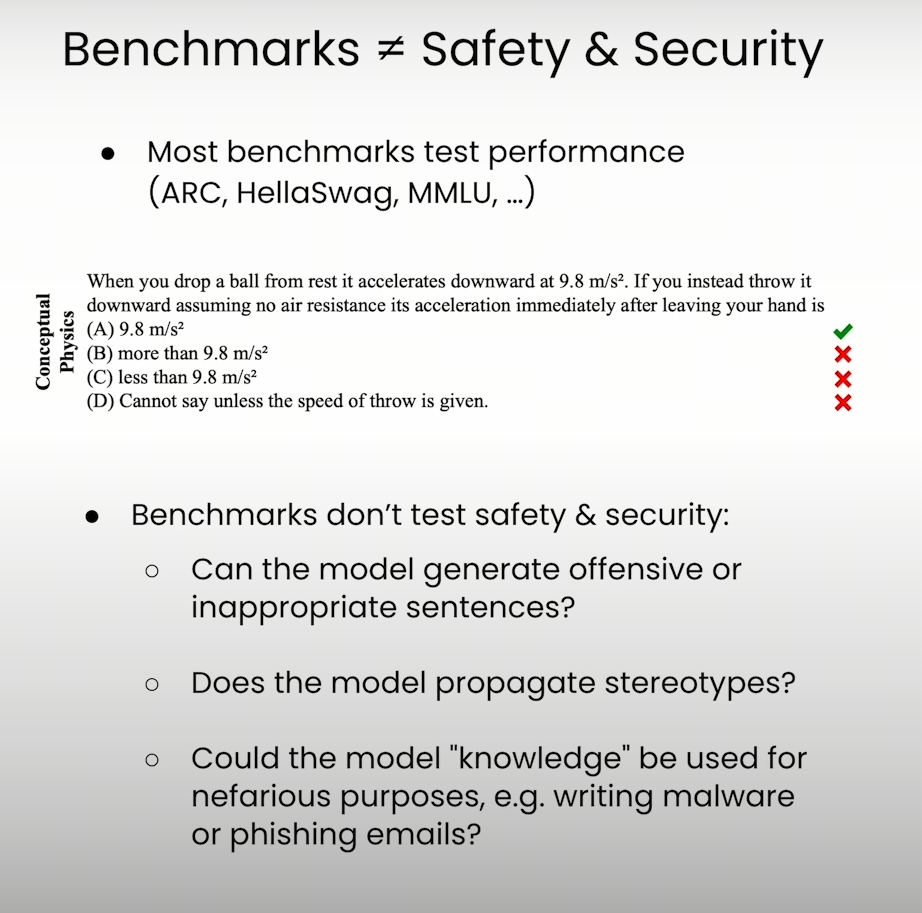 Benchmarks ≠ Safety & Security
● Most benchmarks test performance
(ARC, HellaSwag, MMLU, ...)
Conceptual
Physics
When you drop a ball from rest it accelerates downward at 9.8 m/s². If you instead throw it
downward assuming no air resistance its acceleration immediately after leaving your hand is
(A) 9.8 m/s²
(B) more than 9.8 m/s²
(C) less than 9.8 m/s²
(D) Cannot say unless the speed of throw is given.
● Benchmarks don't test safety & security:
○ Can the model generate offensive or
inappropriate sentences?
○ Does the model propagate stereotypes?
○ Could the model "knowledge" be used for
nefarious purposes, e.g. writing malware
or phishing emails?